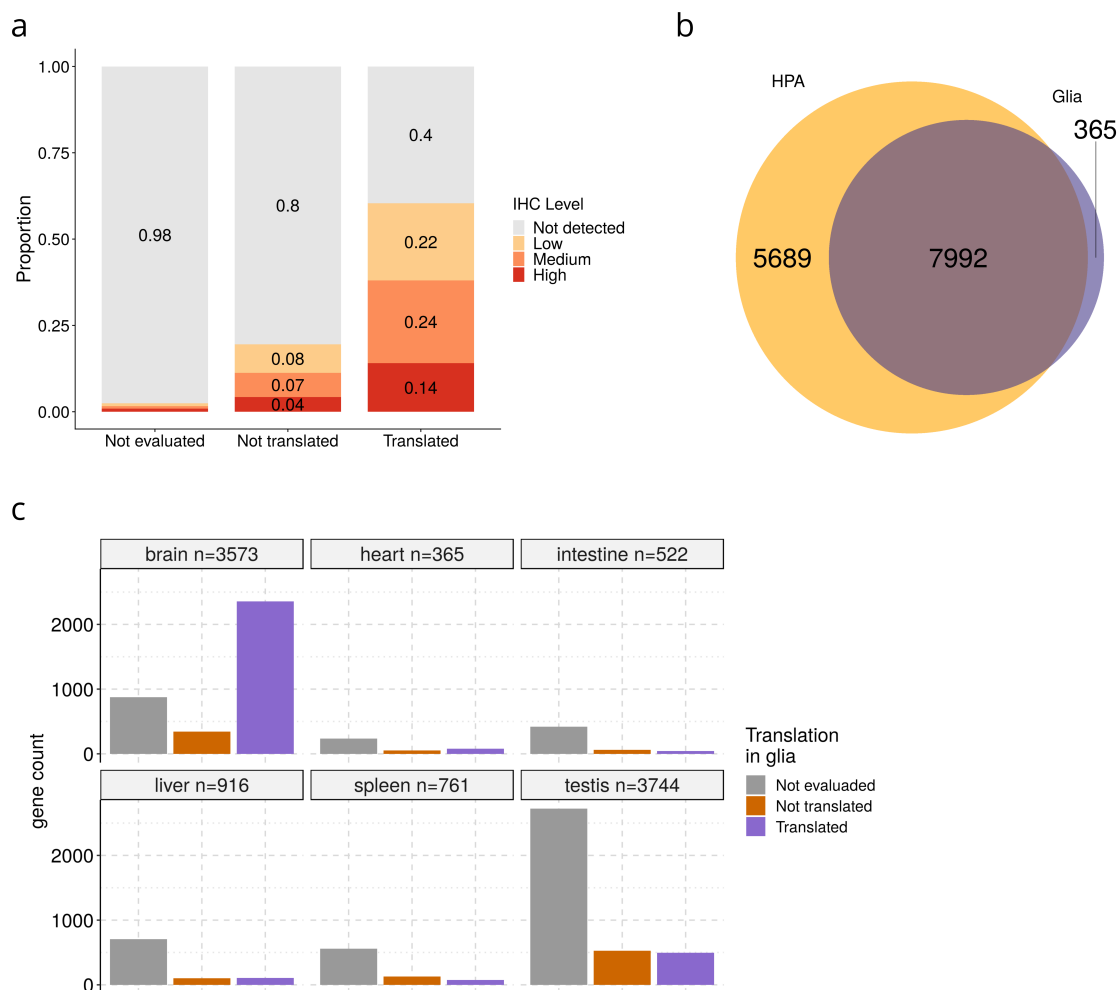 a
1.00
0.75
0.50
0.25
0.00
Proportion
0.98
0.8
0.08
0.07
0.04
0.4
0.22
0.24
0.14
Not evaluated
Not translated
Translated
IHC Level
Not detected
Low
Medium
High
b
HPA
Glia
365
5689
7992
c
brain n=3573
heart n=365
intestine n=522
2000
1000
0
liver n=916
spleen n=761
testis n=3744
2000
1000
0
gene count
Translation
in glia
Not evaluaded
Not translated
Translated